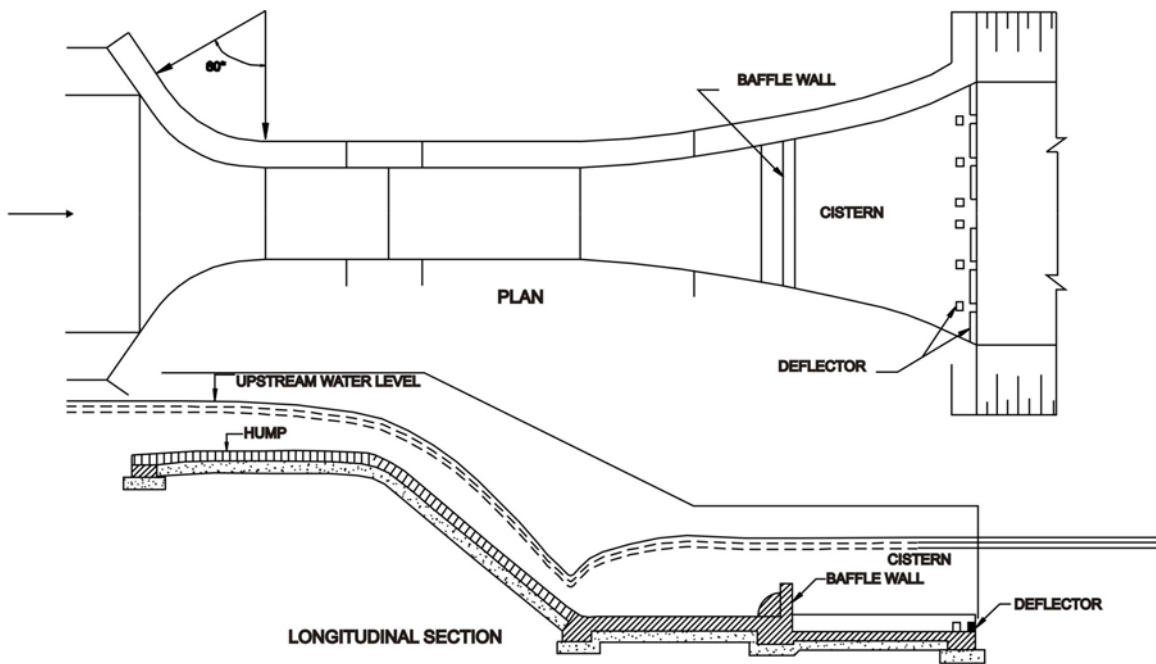 60°
BAFFLE WALL
CISTERN
PLAN
DEFLECTOR
UPSTREAM WATER LEVEL
HUMP
CISTERN
BAFFLE WALL
DEFLECTOR
LONGITUDINAL SECTION